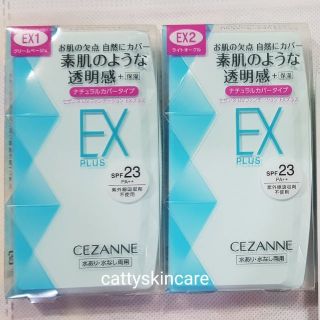 EX1
クリームベージュ
お肌の欠点 自然にカバー
素肌のような
透明感+保湿
ナチュラルカバータイプ
EX
PLUS
SPF23
PA++
紫外線吸収剤
不使用
CEZANNE
水あり・水なし両用
EX2
ライトオークル
お肌の欠点 自然にカバー
素肌のような
透明感+保湿
ナチュラルカバータイプ
EX
PLUS
SPF23
PA++
紫外線吸収剤
不使用
CEZANNE
水あり・水なし両用
cattyskincare